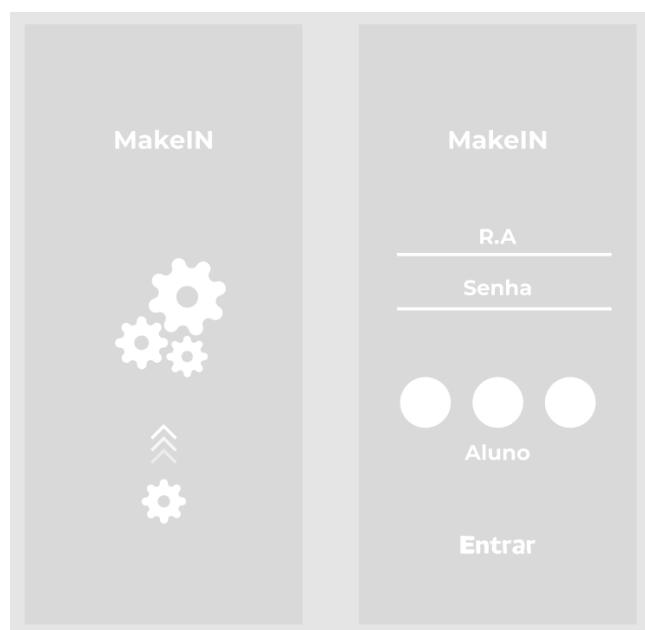 MakeIN
MakeIN
R.A
Senha
Aluno
Entrar